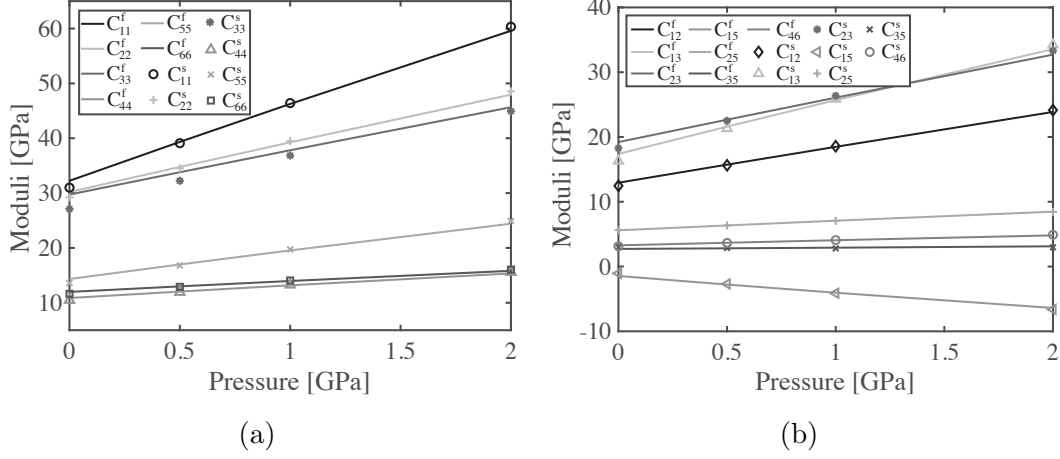 60
50
40
30
20
10
Moduli [GPa]
C₁₁ᶠ C₅₅ᶠ C₃₃ˢ
C₂₂ᶠ C₆₆ᶠ C₄₄ˢ
C₃₃ᶠ C₁₁ˢ C₅₅ˢ
C₄₄ᶠ C₂₂ˢ C₆₆ˢ
0 0.5 1 1.5 2
Pressure [GPa]
(a)
40
30
20
10
0
-10
Moduli [GPa]
C₁₂ᶠ C₁₅ᶠ C₄₆ᶠ C₂₃ˢ C₃₅ˢ
C₁₃ᶠ C₂₅ᶠ C₁₂ˢ C₁₅ˢ C₄₆ˢ
C₂₃ᶠ C₃₅ᶠ C₁₃ˢ C₂₅ˢ
0 0.5 1 1.5 2
Pressure [GPa]
(b)